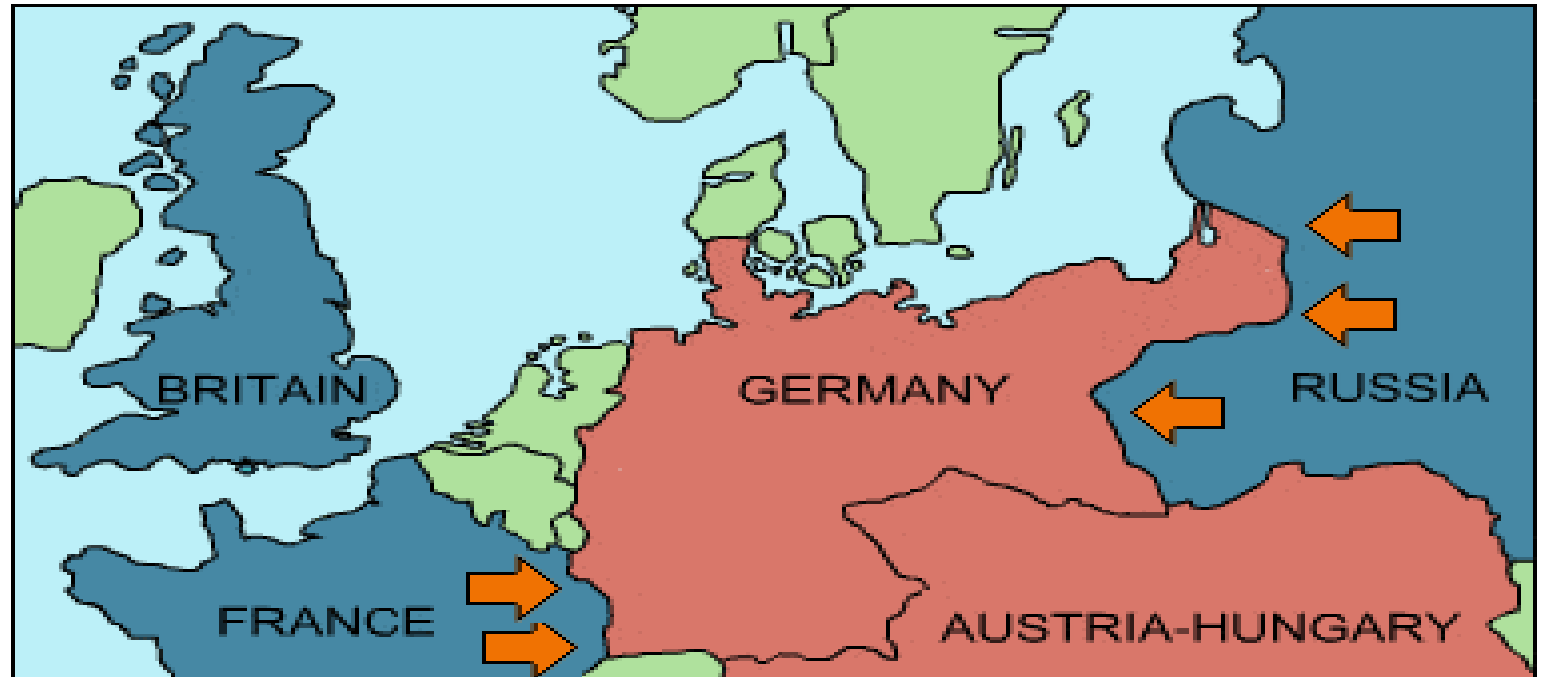 BRITAIN
GERMANY
RUSSIA
FRANCE
AUSTRIA-HUNGARY